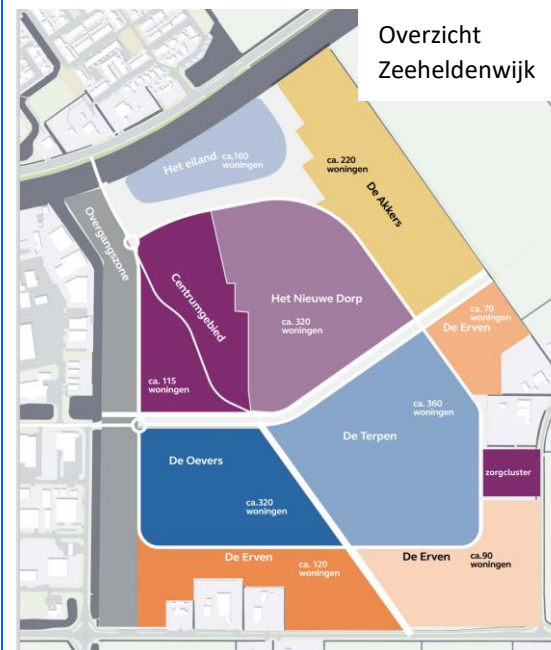 Overzicht
Zeeheldenwijk
Het eiland ca.160
woningen
ca. 220
woningen
De Akkers
Overgangszone
Centrumgebied
Het Nieuwe Dorp
ca. 320
woningen
ca. 70
woningen
De Erven
ca. 115
woningen
ca. 360
woningen
De Terpen
De Oevers
zorgcluster
ca.320
woningen
De Erven
ca. 120
woningen
De Erven ca.90
woningen